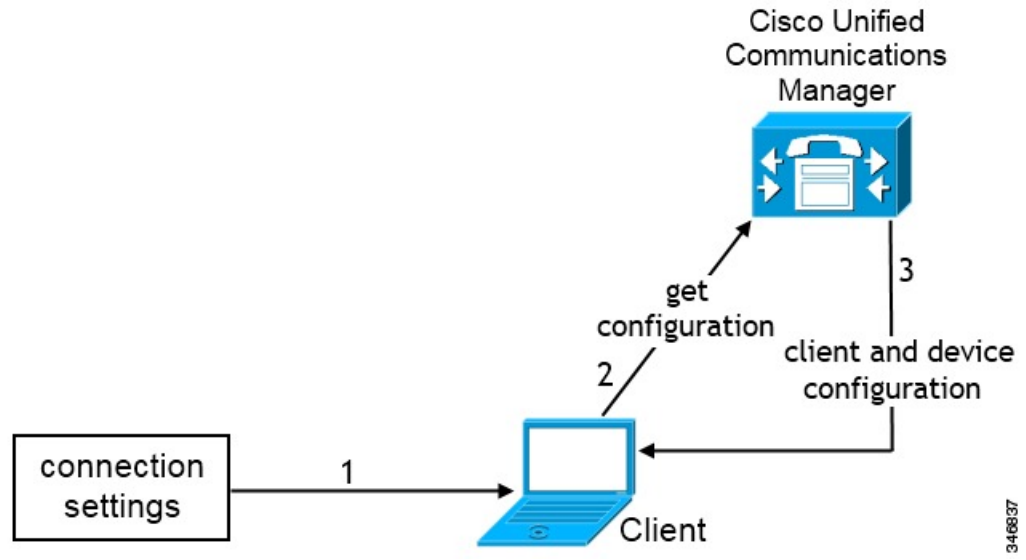 Cisco Unified
Communications
Manager
3
get
configuration
client and device
configuration
2
connection
settings
1
Client
346837